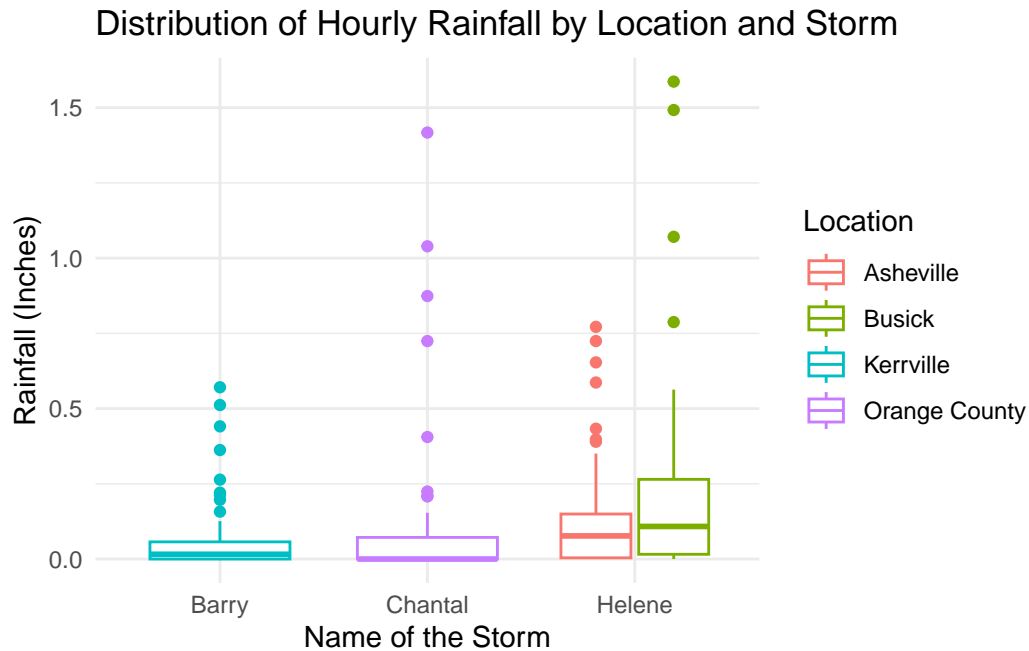 Distribution of Hourly Rainfall by Location and Storm
1.5
1.0
0.5
0.0
Rainfall (Inches)
Barry Chantal Helene
Name of the Storm
Location
Asheville
Busick
Kerrville
Orange County